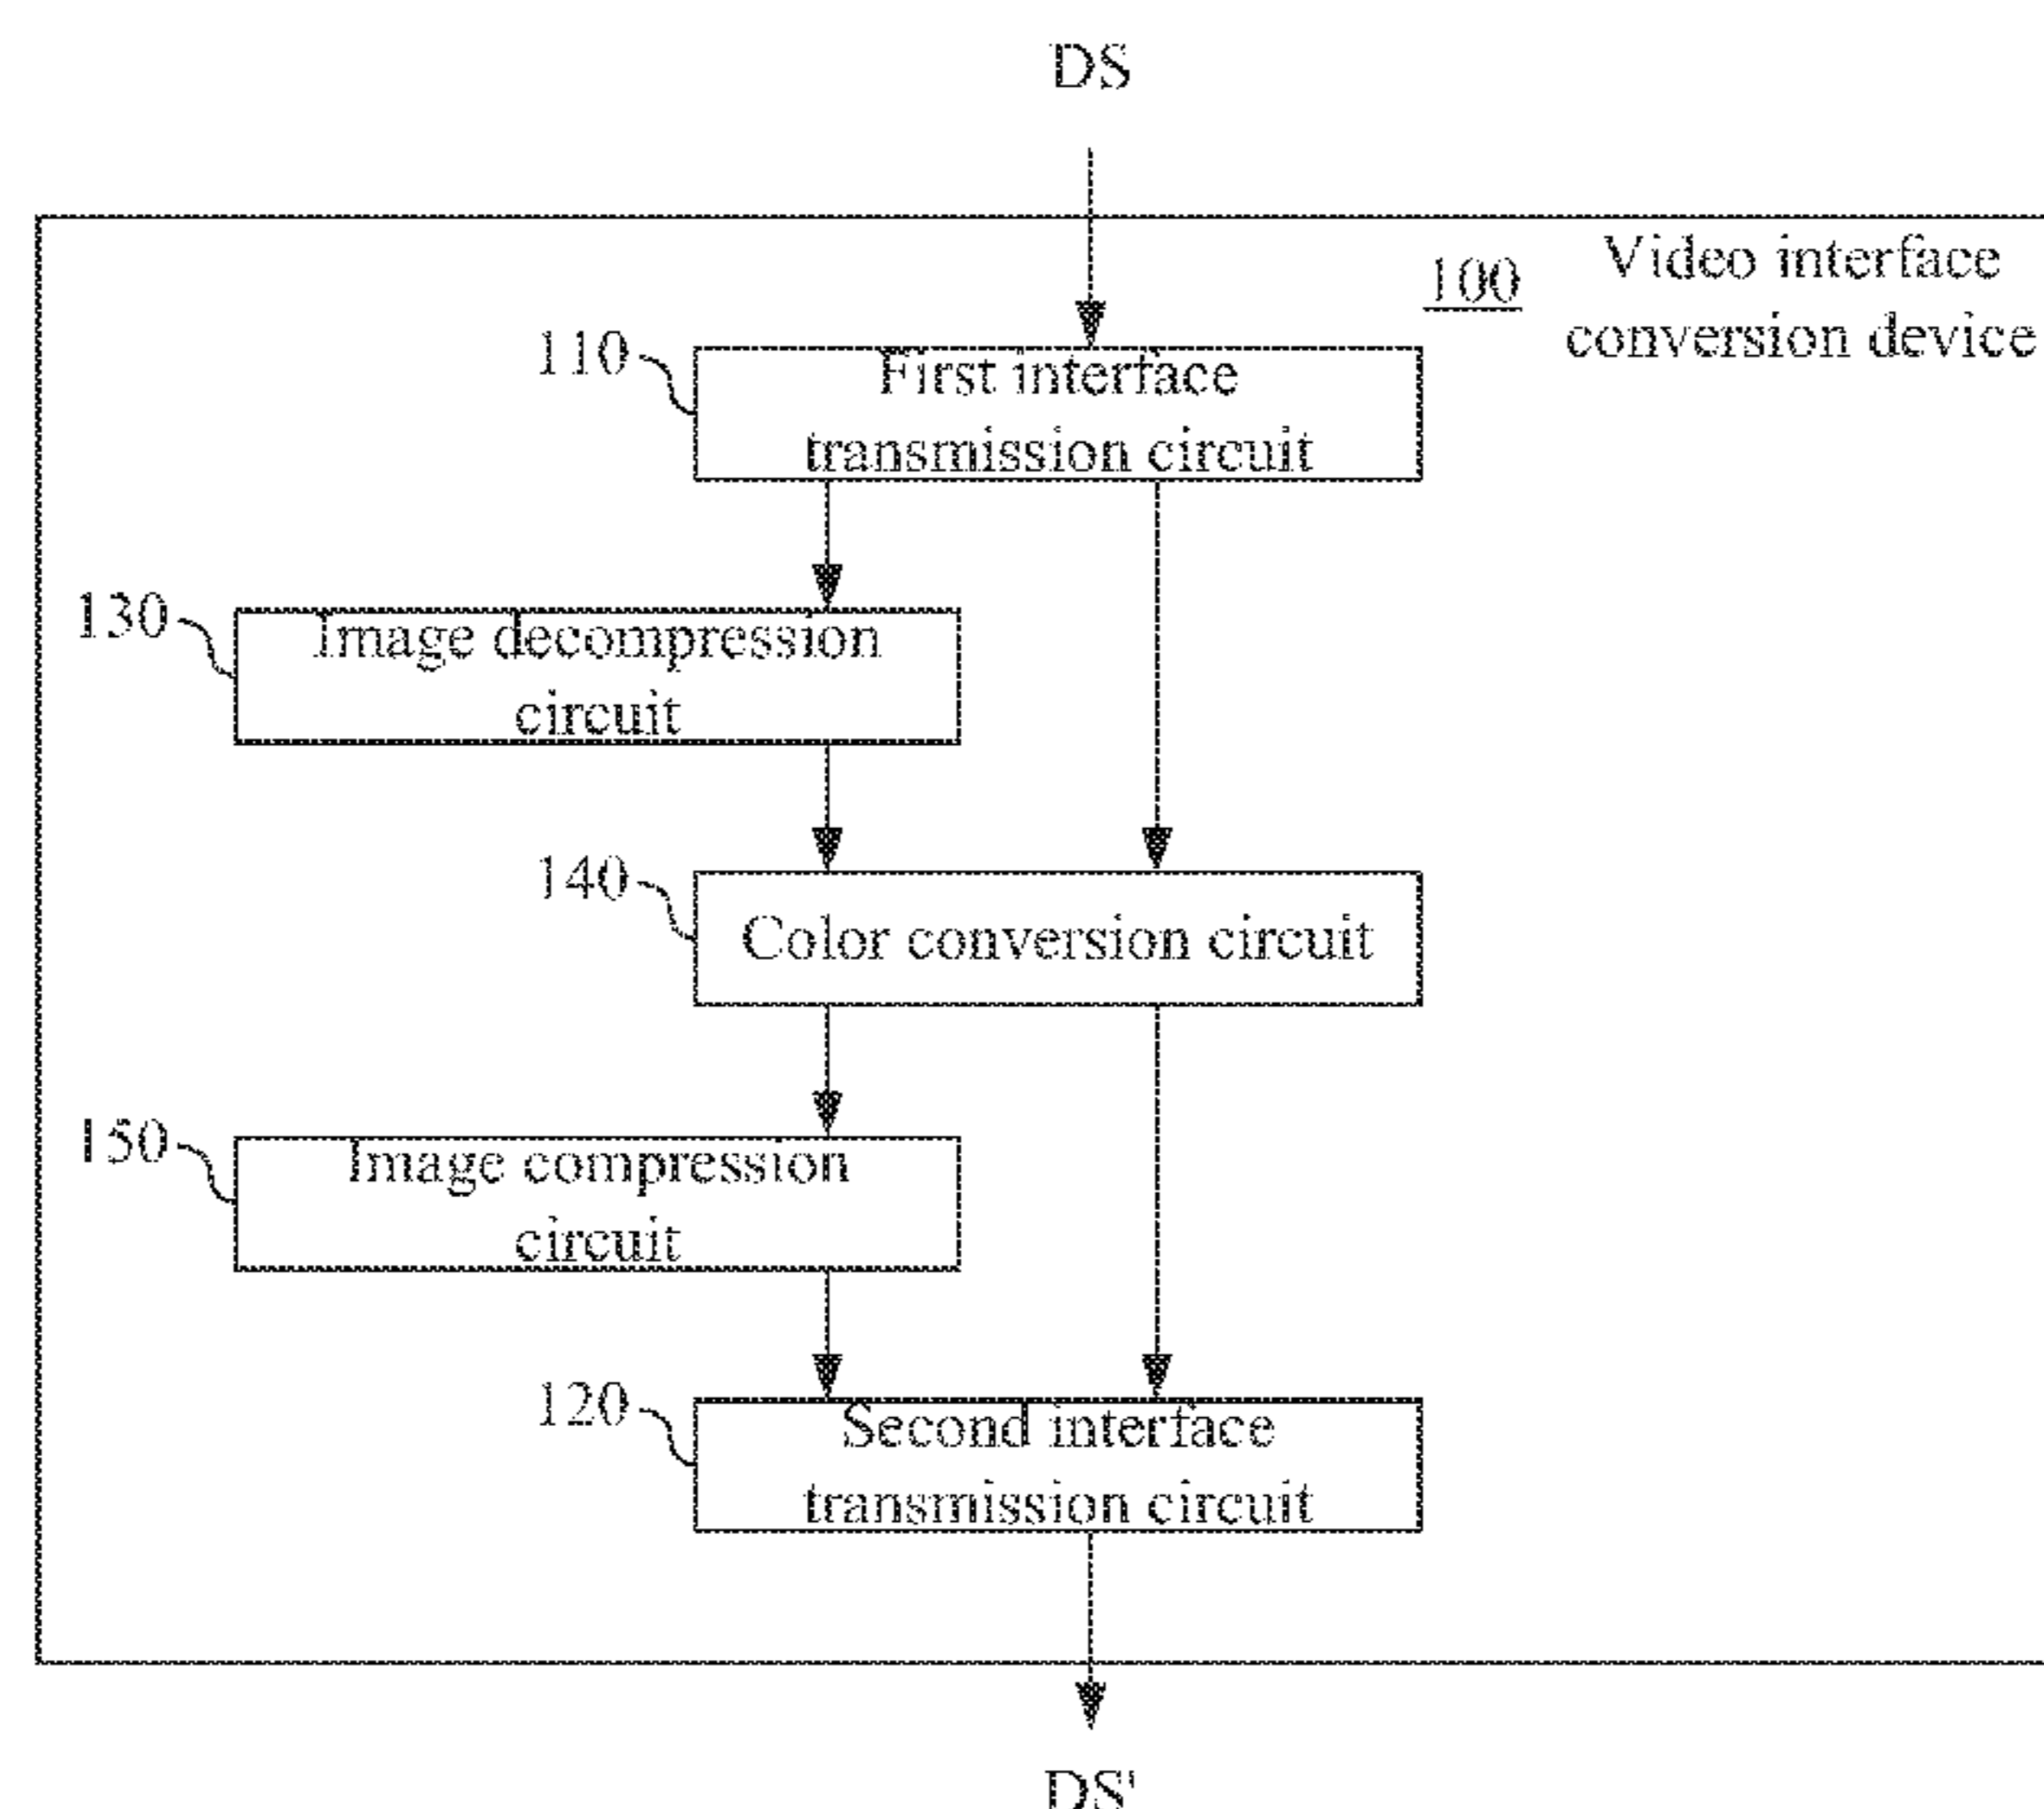 DS
100
Video interface
conversion device
110
First interface
transmission circuit
130
Image decompression
circuit
140
Color conversion circuit
150
Image compression
circuit
120
Second interface
transmission circuit
DS'